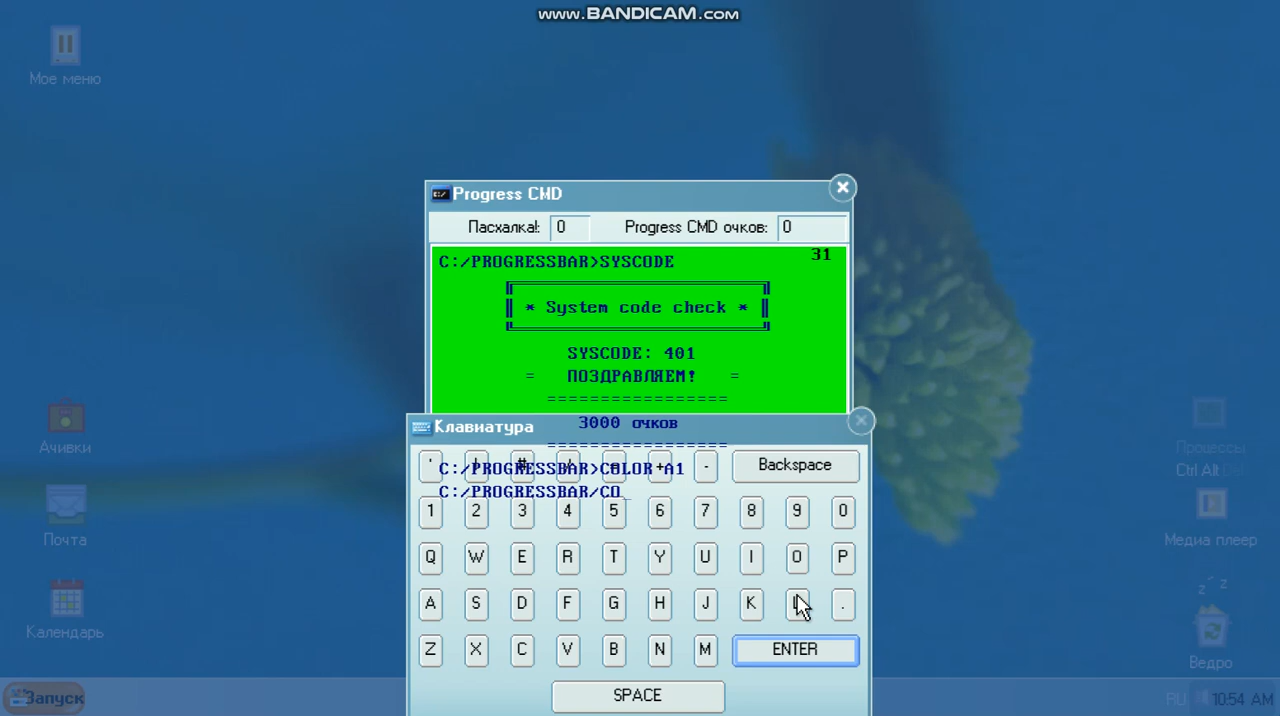 www.BANDICAM.com
Мое меню
Progress CMD
Пасхалка!: 0 Progress CMD очков: 0
C:/PROGRESSBAR>SYSCODE 31
* System code check *
SYSCODE: 401
= ПОЗДРАВЛЯЕМ! =
=================
3000 очков
=================
C:/PROGRESSBAR>COLOR A1
C:/PROGRESSBAR/CO_
Клавиатура
' # + - Backspace
1 2 3 4 5 6 7 8 9 0
Q W E R T Y U I O P
A S D F G H J K L .
Z X C V B N M ENTER
SPACE
Ачивки
Почта
Календарь
Процессы
Ctrl Alt Del
Медиа плеер
Ведро
Запуск
RU 10:54 AM